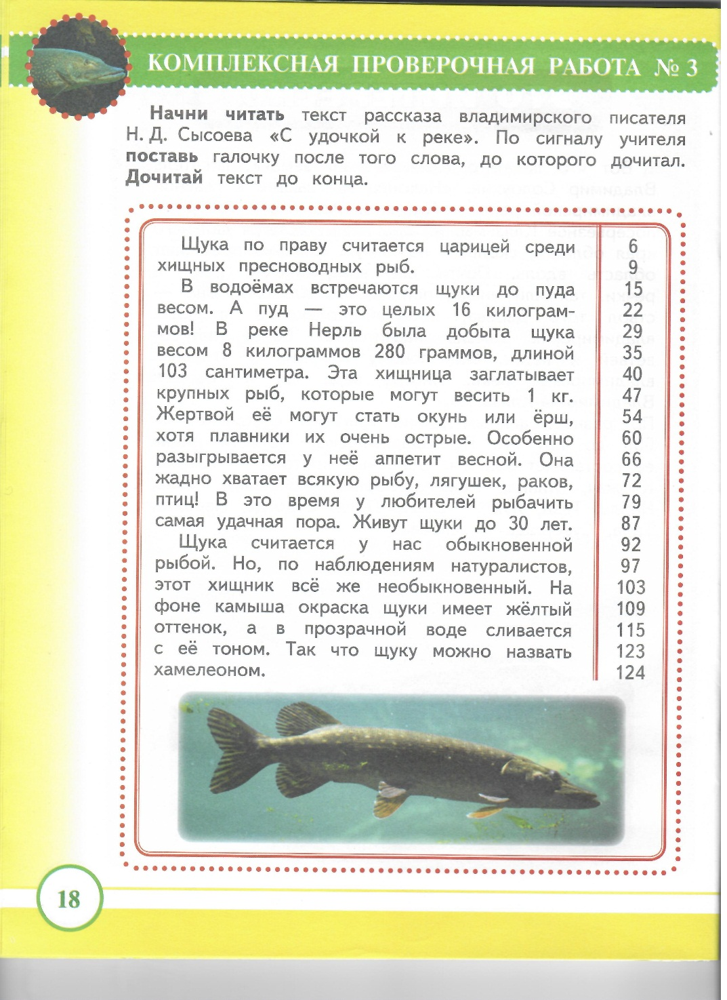 КОМПЛЕКСНАЯ ПРОВЕРОЧНАЯ РАБОТА № 3
Начни читать текст рассказа владимирского писателя
Н. Д. Сысоева «С удочкой к реке». По сигналу учителя
поставь галочку после того слова, до которого дочитал.
Дочитай текст до конца.
Щука по праву считается царицей среди 6
хищных пресноводных рыб. 9
В водоёмах встречаются щуки до пуда 15
весом. А пуд — это целых 16 килограм- 22
мов! В реке Нерль была добыта щука 29
весом 8 килограммов 280 граммов, длиной 35
103 сантиметра. Эта хищница заглатывает 40
крупных рыб, которые могут весить 1 кг. 47
Жертвой её могут стать окунь или ёрш, 54
хотя плавники их очень острые. Особенно 60
разыгрывается у неё аппетит весной. Она 66
жадно хватает всякую рыбу, лягушек, раков, 72
птиц! В это время у любителей рыбачить 79
самая удачная пора. Живут щуки до 30 лет. 87
Щука считается у нас обыкновенной 92
рыбой. Но, по наблюдениям натуралистов, 97
этот хищник всё же необыкновенный. На 103
фоне камыша окраска щуки имеет жёлтый 109
оттенок, а в прозрачной воде сливается 115
с её тоном. Так что щуку можно назвать 123
хамелеоном. 124
18